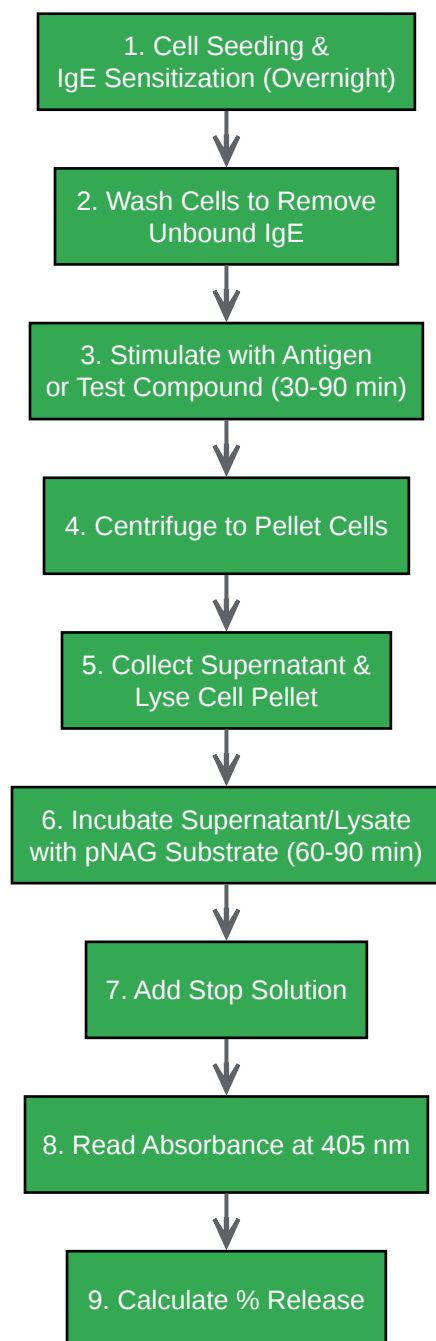 1. Cell Seeding &
IgE Sensitization (Overnight)
2. Wash Cells to Remove
Unbound IgE
3. Stimulate with Antigen
or Test Compound (30-90 min)
4. Centrifuge to Pellet Cells
5. Collect Supernatant &
Lyse Cell Pellet
6. Incubate Supernatant/Lysate
with pNAG Substrate (60-90 min)
7. Add Stop Solution
8. Read Absorbance at 405 nm
9. Calculate % Release